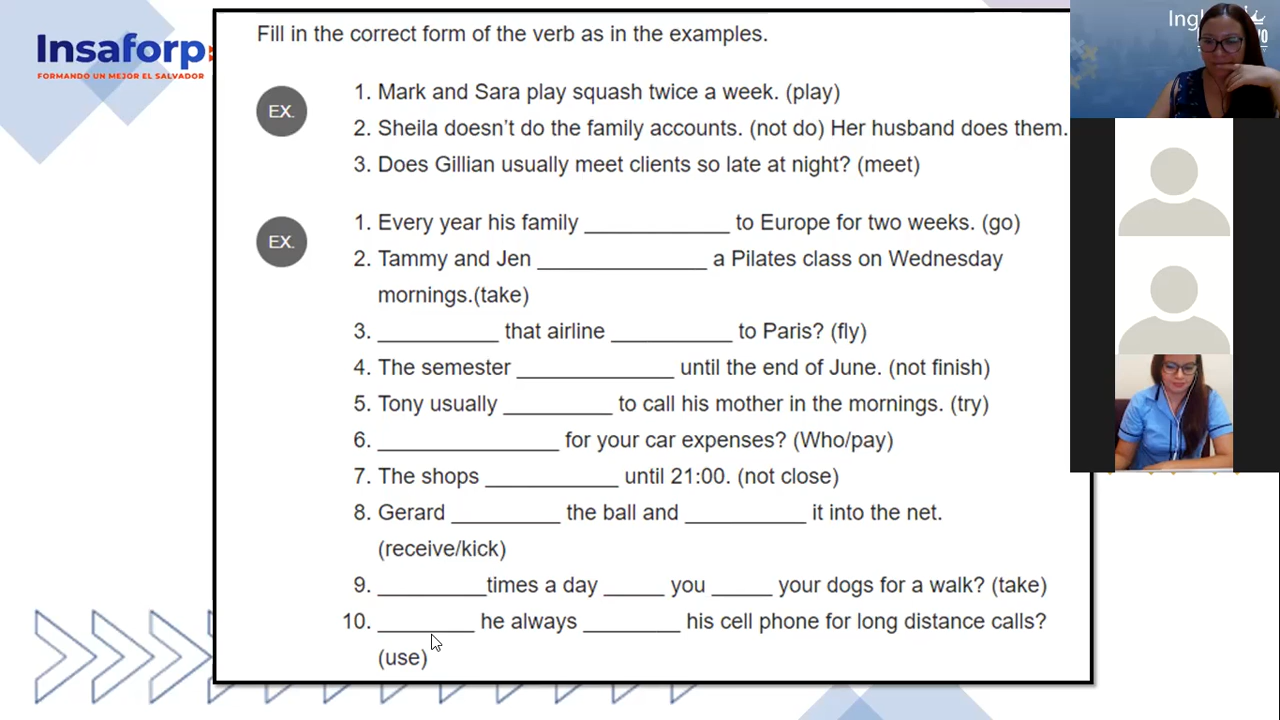 Insaforp
FORMANDO UN MEJOR EL SALVADOR
Fill in the correct form of the verb as in the examples.
EX.
1. Mark and Sara play squash twice a week. (play)
2. Sheila doesn’t do the family accounts. (not do) Her husband does them.
3. Does Gillian usually meet clients so late at night? (meet)
EX.
1. Every year his family ____________ to Europe for two weeks. (go)
2. Tammy and Jen ______________ a Pilates class on Wednesday
mornings.(take)
3. __________ that airline __________ to Paris? (fly)
4. The semester _____________ until the end of June. (not finish)
5. Tony usually _________ to call his mother in the mornings. (try)
6. _______________ for your car expenses? (Who/pay)
7. The shops ___________ until 21:00. (not close)
8. Gerard _________ the ball and __________ it into the net.
(receive/kick)
9. _________times a day _____ you _____ your dogs for a walk? (take)
10. ________ he always ________ his cell phone for long distance calls?
(use)